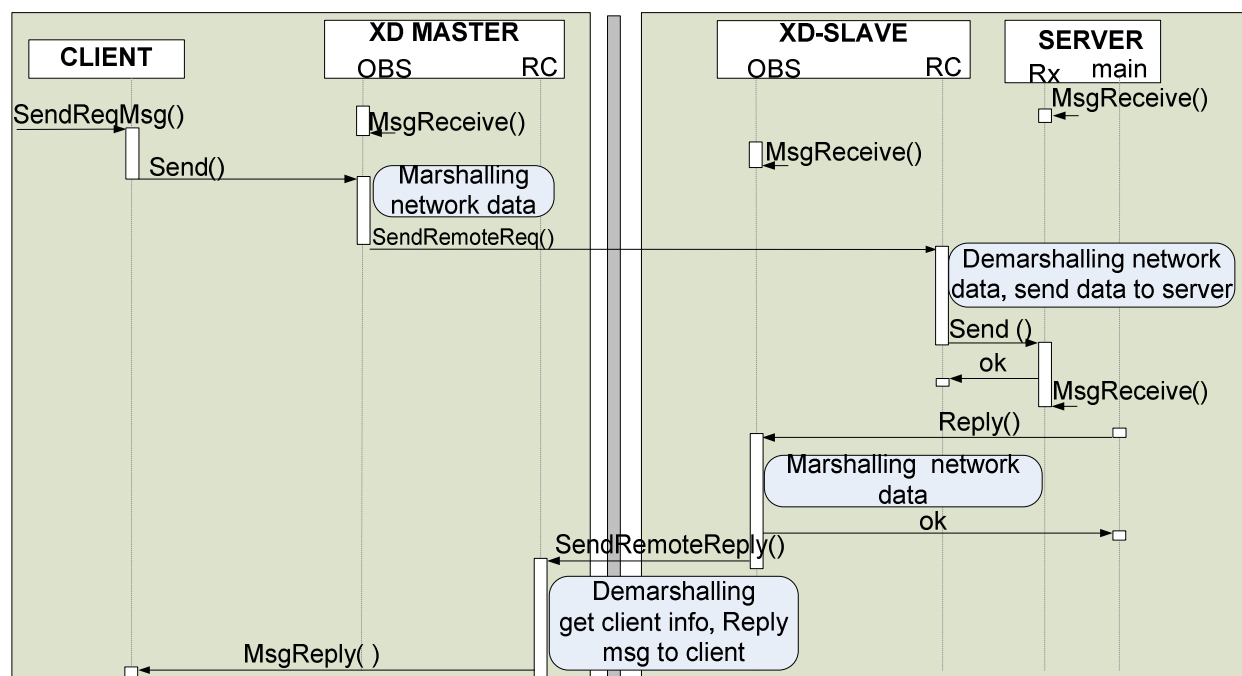 CLIENT
XD MASTER
OBS RC
XD-SLAVE
OBS RC
SERVER
Rx main
SendReqMsg()
MsgReceive()
MsgReceive()
MsgReceive()
Send()
Marshalling
network data
SendRemoteReq()
Demarshalling network
data, send data to server
Send ()
ok
MsgReceive()
Reply()
Marshalling network
data
ok
SendRemoteReply()
Demarshalling
get client info, Reply
msg to client
MsgReply( )